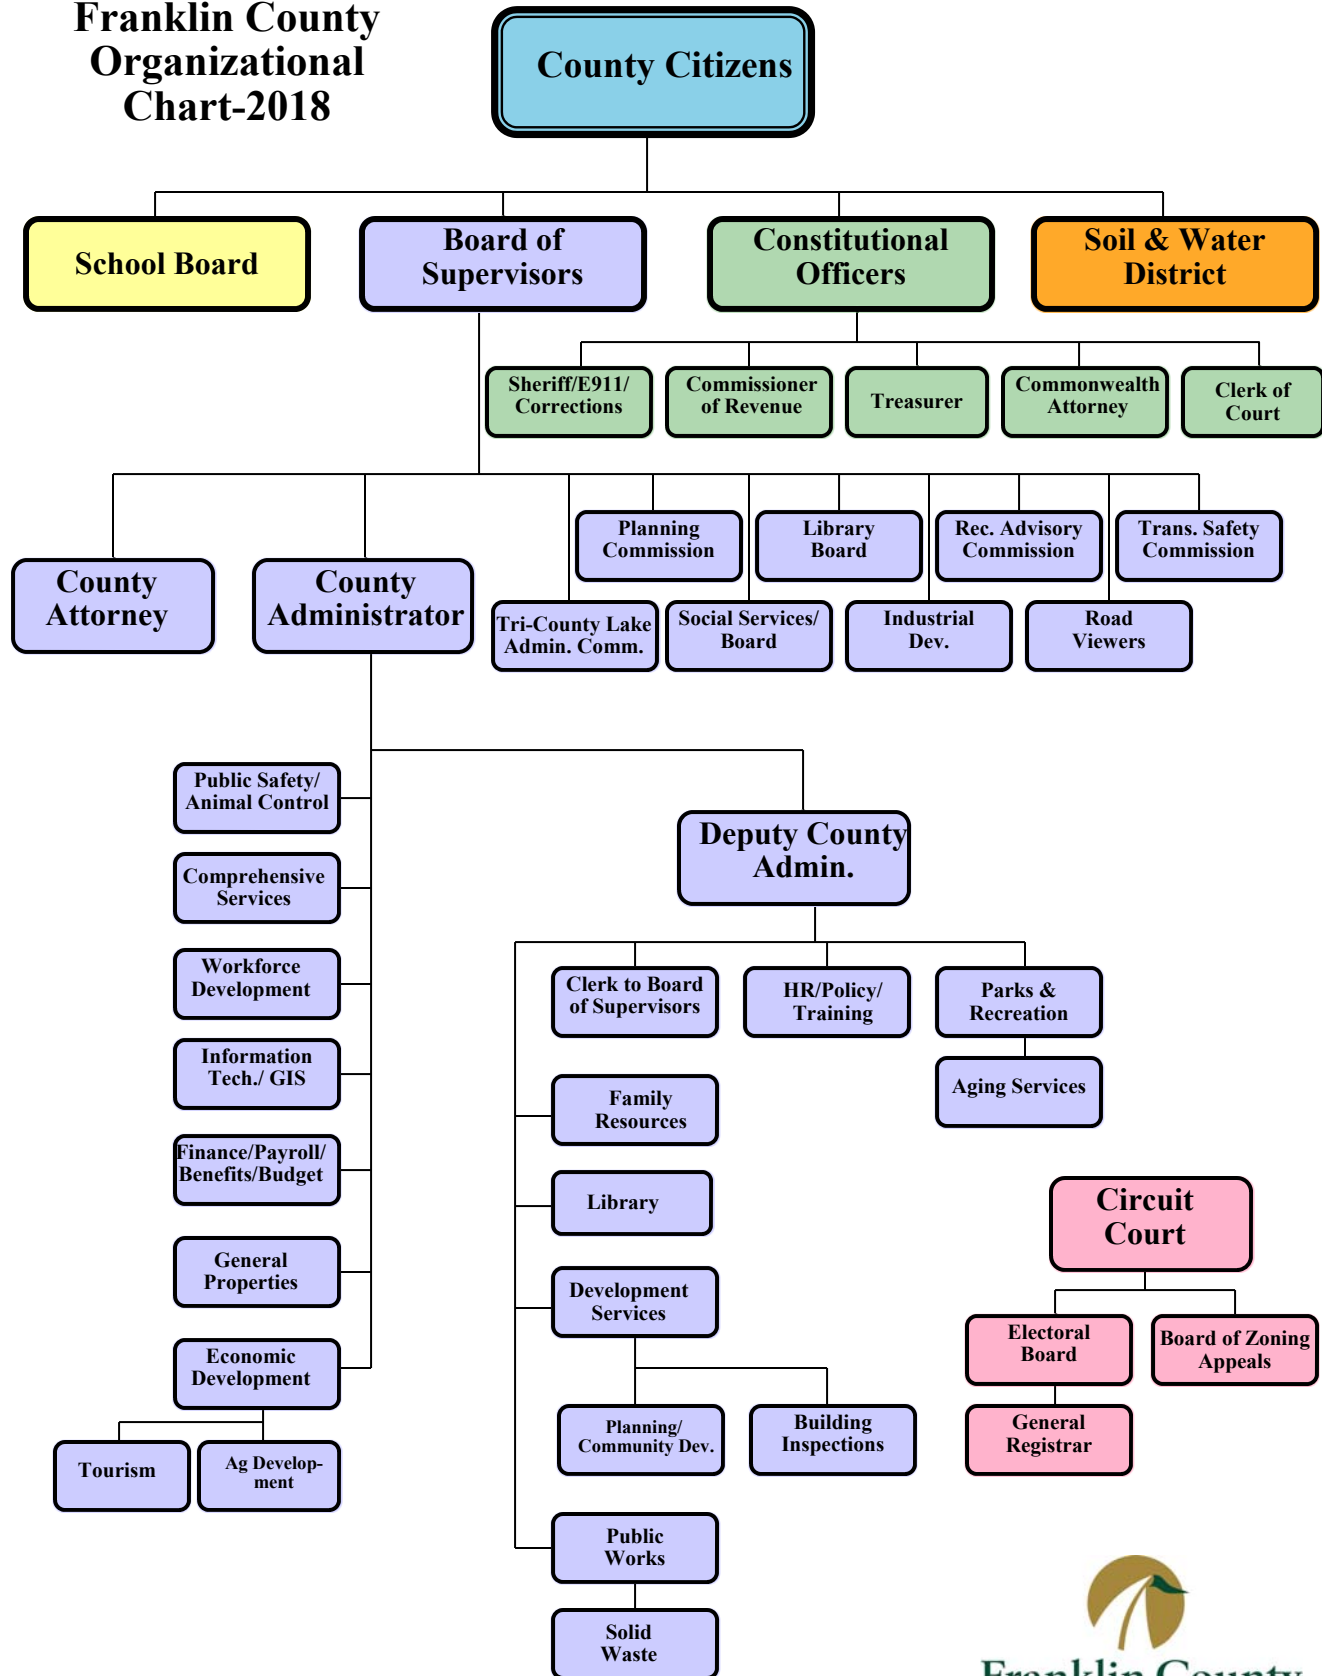 Franklin County
Organizational
Chart-2018
County Citizens
School Board
Board of
Supervisors
Constitutional
Officers
Soil & Water
District
Sheriff/E911/
Corrections
Commissioner
of Revenue
Treasurer
Commonwealth
Attorney
Clerk of
Court
Planning
Commission
Library
Board
Rec. Advisory
Commission
Trans. Safety
Commission
County
Attorney
County
Administrator
Tri-County Lake
Admin. Comm.
Social Services/
Board
Industrial
Dev.
Road
Viewers
Public Safety/
Animal Control
Comprehensive
Services
Workforce
Development
Information
Tech./ GIS
Finance/Payroll/
Benefits/Budget
General
Properties
Economic
Development
Tourism
Ag Develop-
ment
Deputy County
Admin.
Clerk to Board
of Supervisors
HR/Policy/
Training
Parks &
Recreation
Aging Services
Family
Resources
Library
Development
Services
Planning/
Community Dev.
Building
Inspections
Public
Works
Solid
Waste
Circuit
Court
Electoral
Board
Board of Zoning
Appeals
General
Registrar
Franklin County